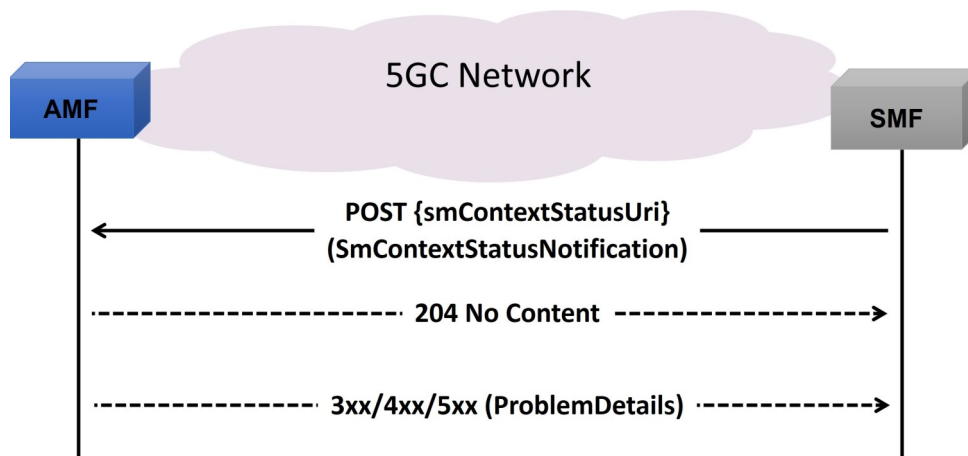 5GC Network
AMF
SMF
POST {smContextStatusUri}
(SmContextStatusNotification)
204 No Content
3xx/4xx/5xx (ProblemDetails)